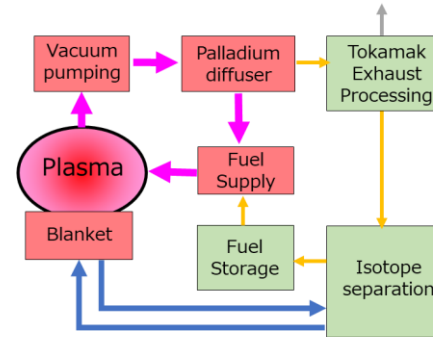 Vacuum
pumping
Palladium
diffuser
Tokamak
Exhaust
Processing
Plasma
Fuel
Supply
Blanket
Fuel
Storage
Isotope
separation